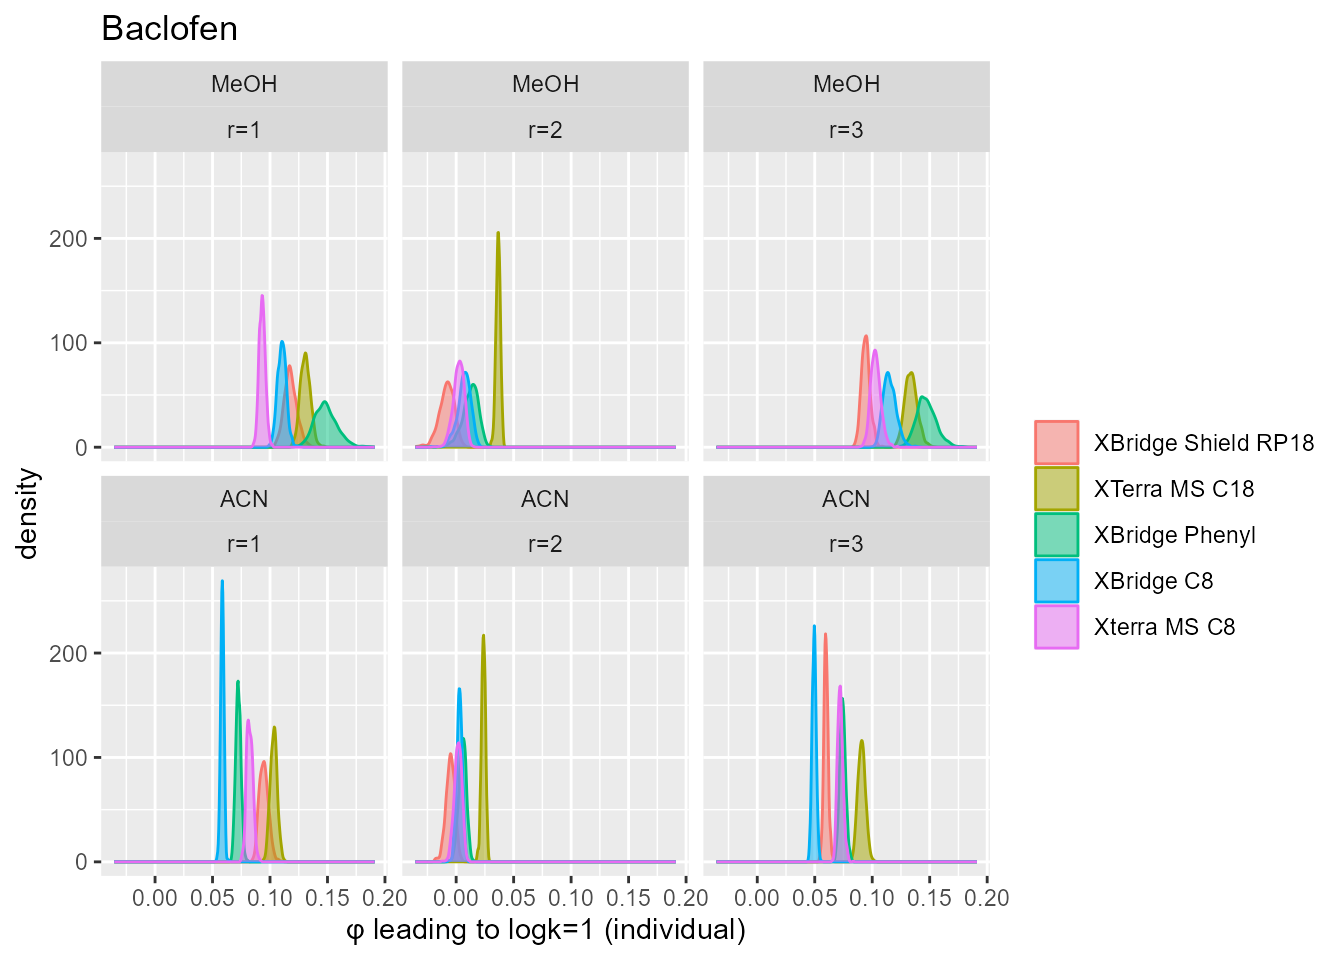 Baclofen
MeOH MeOH MeOH
r=1 r=2 r=3
200
100
0
ACN ACN ACN
r=1 r=2 r=3
200
100
0
0.00 0.05 0.10 0.15 0.20 0.00 0.05 0.10 0.15 0.20 0.00 0.05 0.10 0.15 0.20
φ leading to logk=1 (individual)
density
XBridge Shield RP18
XTerra MS C18
XBridge Phenyl
XBridge C8
Xterra MS C8